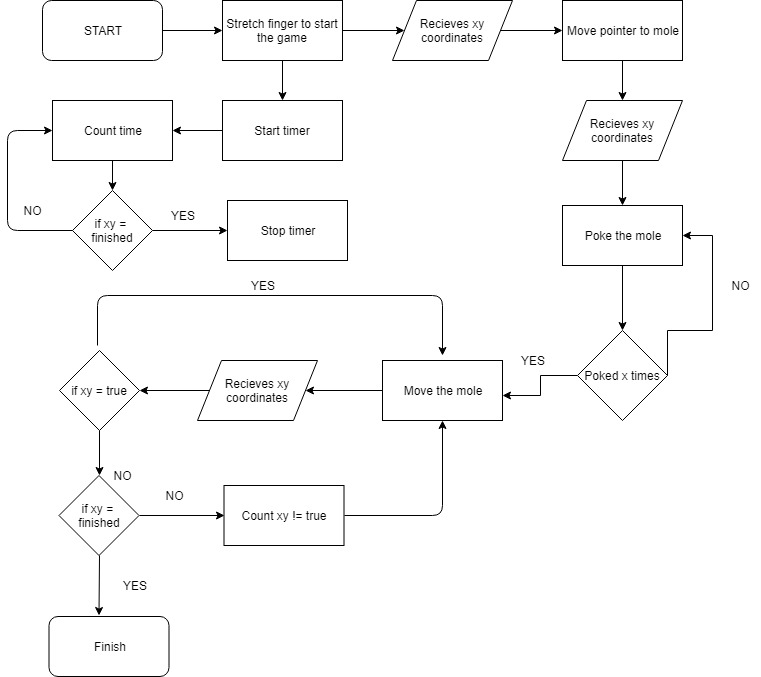 START
Stretch finger to start
the game
Recieves xy
coordinates
Move pointer to mole
Count time
Start timer
Recieves xy
coordinates
NO
if xy =
finished
YES
Stop timer
Poke the mole
YES
NO
if xy = true
Recieves xy
coordinates
Move the mole
YES
Poked x times
NO
if xy =
finished
NO
Count xy != true
YES
Finish